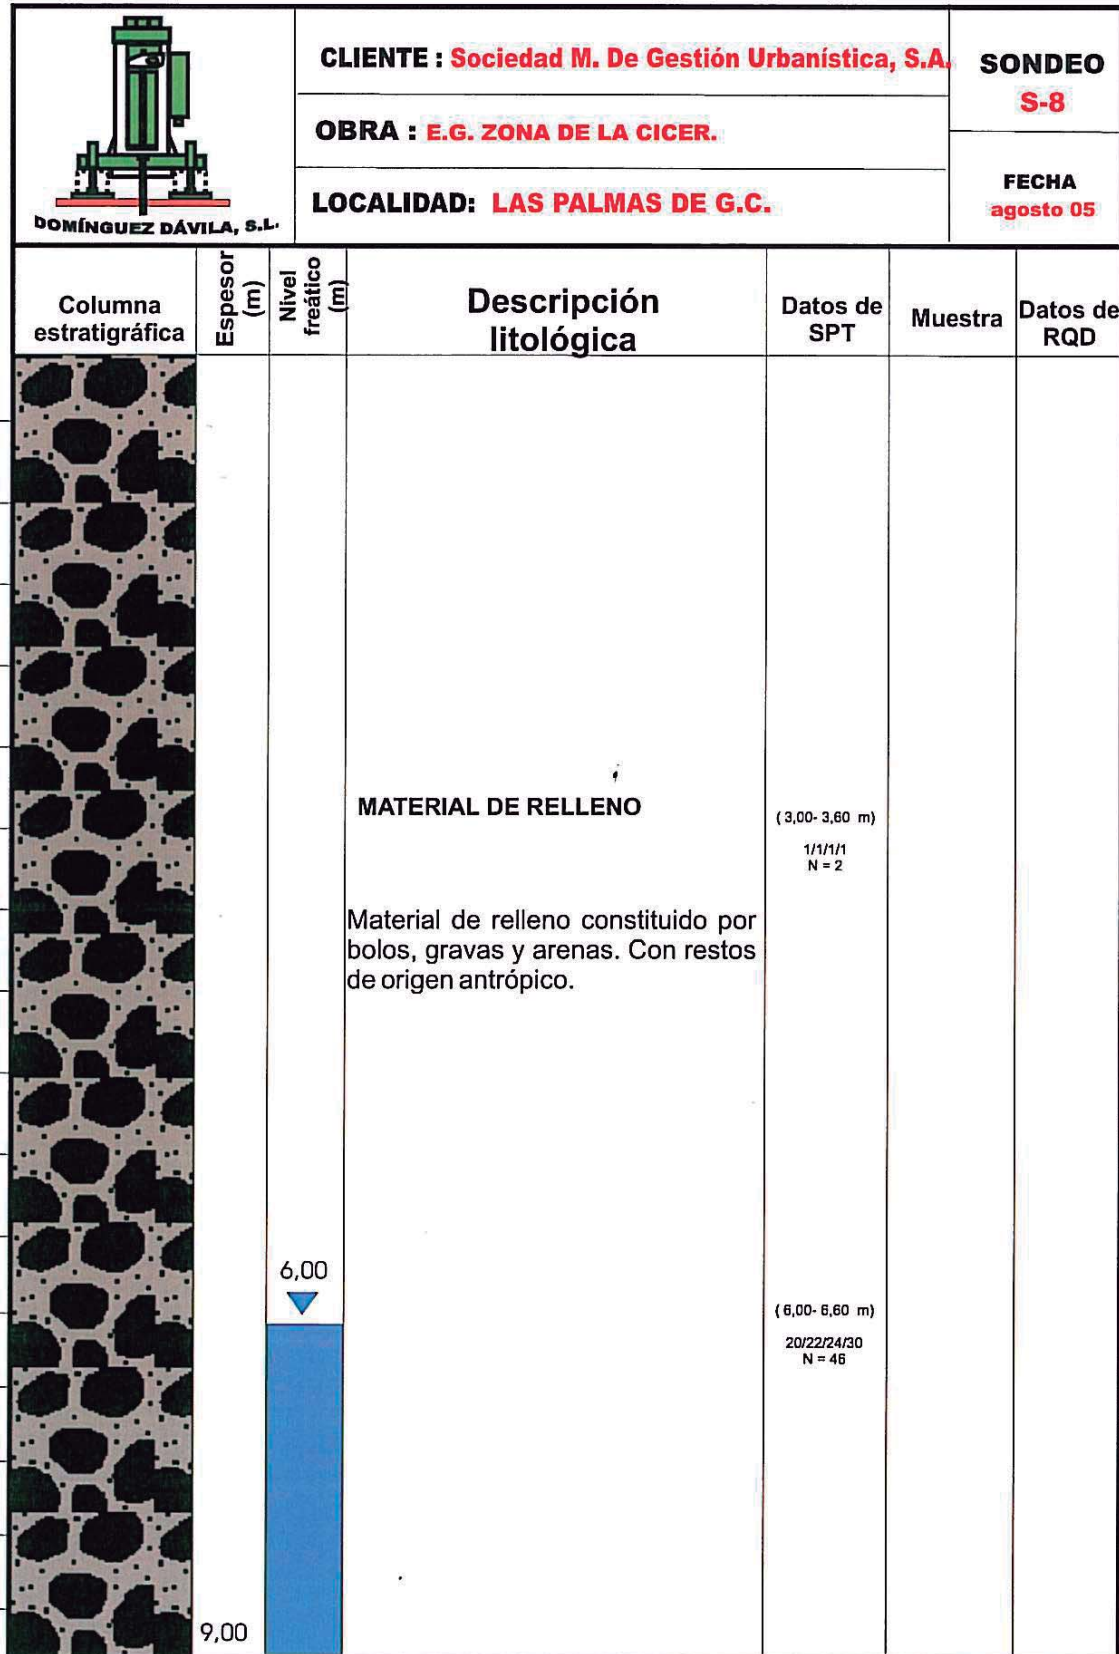 DOMÍNGUEZ DÁVILA, S.L.
CLIENTE : Sociedad M. De Gestión Urbanística, S.A.
OBRA : E.G. ZONA DE LA CICER.
LOCALIDAD: LAS PALMAS DE G.C.
SONDEO
S-8
FECHA
agosto 05
Columna
estratigráfica
Espesor
(m)
Nivel
freático
(m)
Descripción
litológica
Datos de
SPT
Muestra
Datos de
RQD
MATERIAL DE RELLENO
(3,00- 3,60 m)
1/1/1/1
N = 2
Material de relleno constituido por
bolos, gravas y arenas. Con restos
de origen antrópico.
6,00
(6,00- 6,60 m)
20/22/24/30
N = 46
9,00